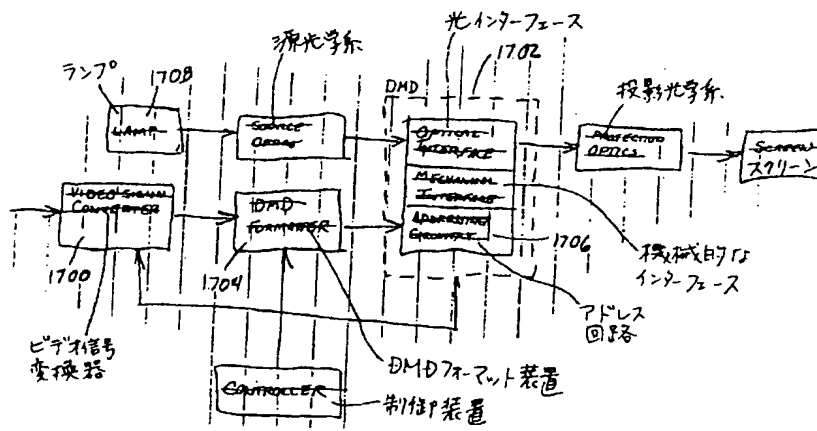 光インターフェース
源光学系
1702
ランプ
1708
DMD
投影光学系
LAMP
SOURCE
OPTICS
OPTICAL
INTERFACE
PROJECTION
OPTICS
SCREEN
スクリーン
VIDEO SIGNAL
CONVERTER
DMD
FORMATTER
MECHANICAL
INTERFACE
ADDRESSING
CIRCUITRY
1700
1704
1706
機械的な
インターフェース
アドレス
回路
ビデオ信号
変換器
DMDフォーマット装置
CONTROLLER
制御装置